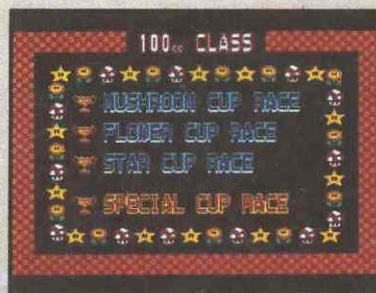 100cc CLASS
MUSHROOM CUP RACE
FLOWER CUP RACE
STAR CUP RACE
SPECIAL CUP RACE